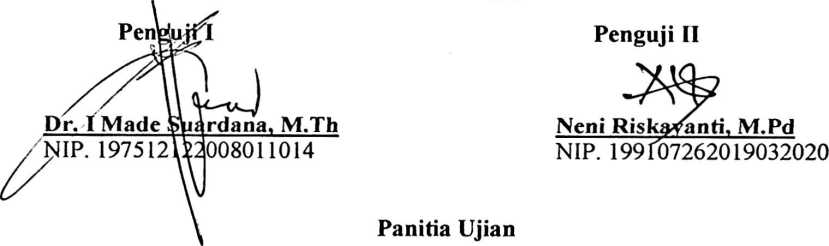 Penguji I
Penguji II
Dr. I Made Suardana, M.Th
Neni Riskayanti, M.Pd
NIP. 197512122008011014
NIP. 199107262019032020
Panitia Ujian